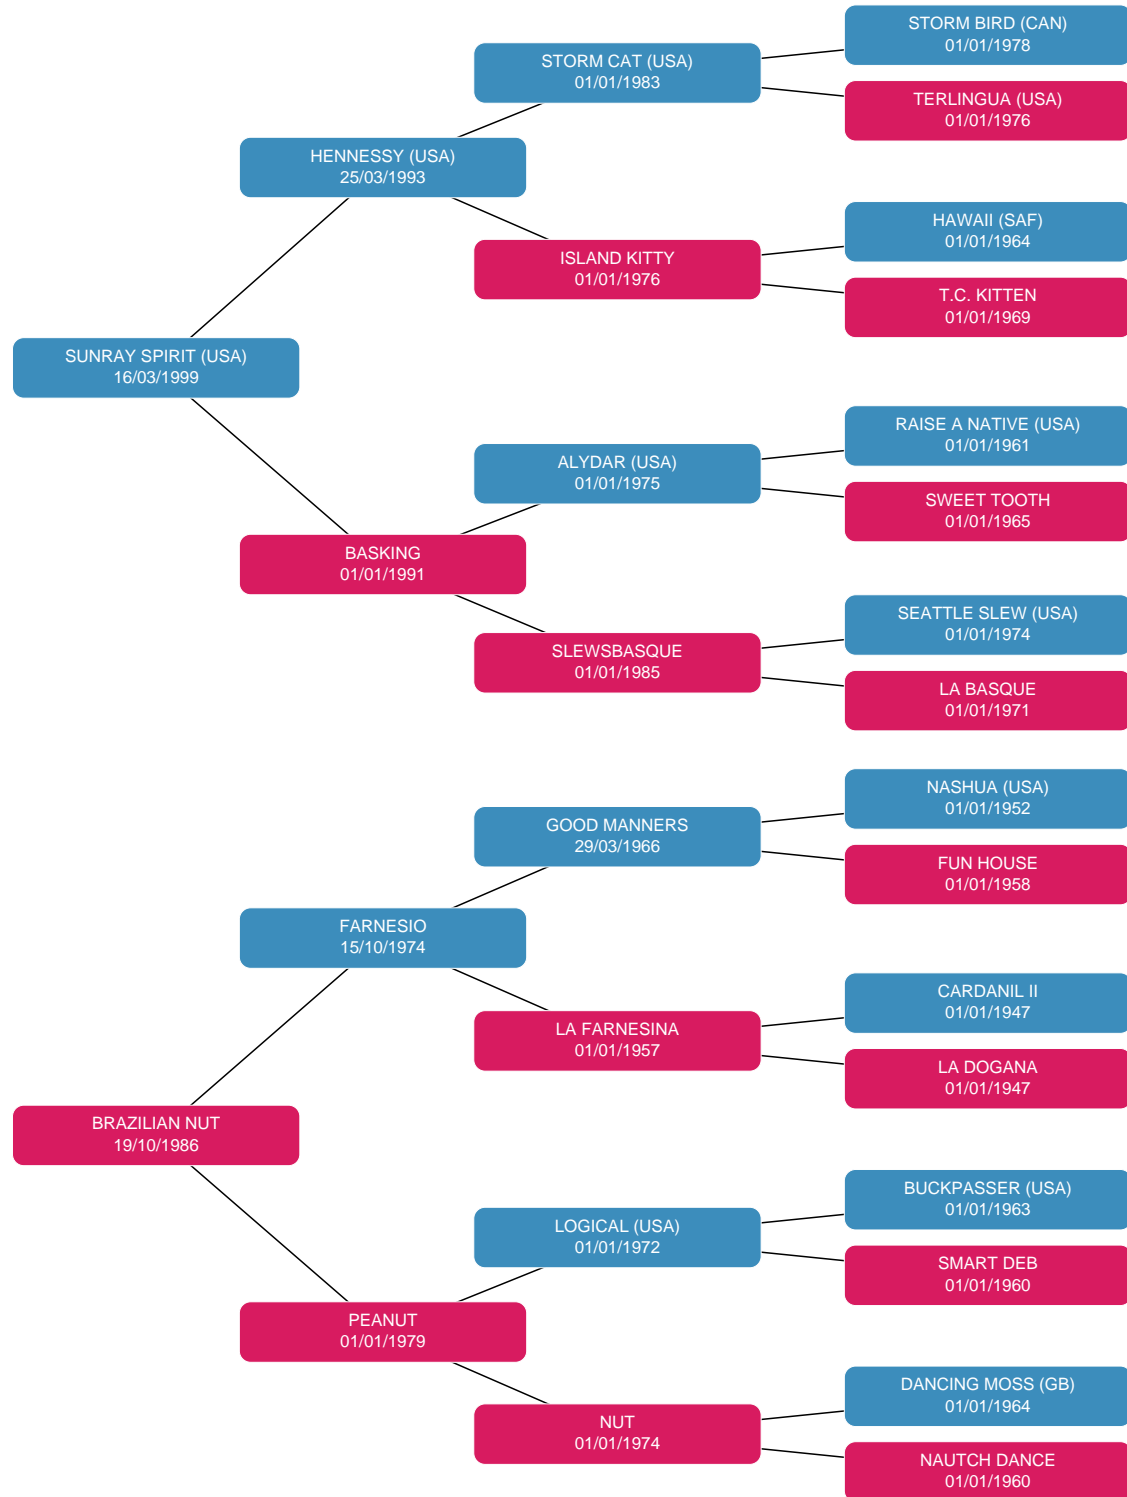 STORM BIRD (CAN)
01/01/1978
STORM CAT (USA)
01/01/1983
TERLINGUA (USA)
01/01/1976
HENNESSY (USA)
25/03/1993
HAWAII (SAF)
01/01/1964
ISLAND KITTY
01/01/1976
T.C. KITTEN
01/01/1969
SUNRAY SPIRIT (USA)
16/03/1999
RAISE A NATIVE (USA)
01/01/1961
ALYDAR (USA)
01/01/1975
SWEET TOOTH
01/01/1965
BASKING
01/01/1991
SEATTLE SLEW (USA)
01/01/1974
SLEWSBASQUE
01/01/1985
LA BASQUE
01/01/1971
NASHUA (USA)
01/01/1952
GOOD MANNERS
29/03/1966
FUN HOUSE
01/01/1958
FARNESIO
15/10/1974
CARDANIL II
01/01/1947
LA FARNESINA
01/01/1957
LA DOGANA
01/01/1947
BRAZILIAN NUT
19/10/1986
BUCKPASSER (USA)
01/01/1963
LOGICAL (USA)
01/01/1972
SMART DEB
01/01/1960
PEANUT
01/01/1979
DANCING MOSS (GB)
01/01/1964
NUT
01/01/1974
NAUTCH DANCE
01/01/1960